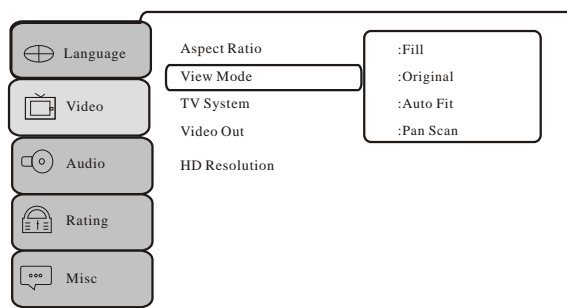 Language
Video
Audio
Rating
Misc
Aspect Ratio
View Mode
TV System
Video Out
HD Resolution
:Fill
:Original
:Auto Fit
:Pan Scan